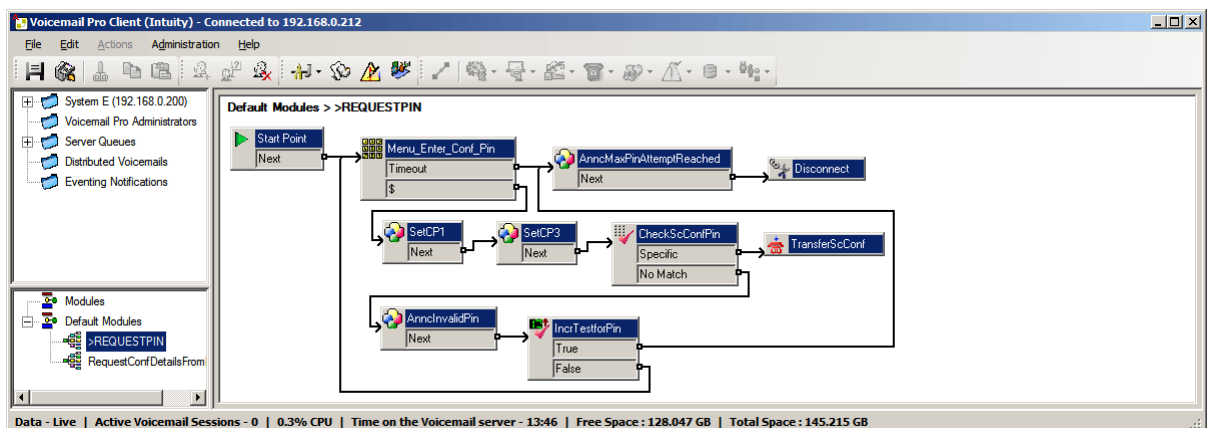 Voicemail Pro Client (Intuity) - Connected to 192.168.0.212
File Edit Actions Administration Help
System E (192.168.0.200)
Voicemail Pro Administrators
Server Queues
Distributed Voicemails
Eventing Notifications
Modules
Default Modules
>REQUESTPIN
RequestConfDetailsFrom
Default Modules > >REQUESTPIN
Start Point
Next
Menu_Enter_Conf_Pin
Timeout
$
AnncMaxPinAttemptReached
Next
Disconnect
SetCP1
Next
SetCP3
Next
CheckScConfPin
Specific
No Match
TransferScConf
AnncInvalidPin
Next
IncrTestforPin
True
False
Data - Live | Active Voicemail Sessions - 0 | 0.3% CPU | Time on the Voicemail server - 13:46 | Free Space : 128.047 GB | Total Space : 145.215 GB